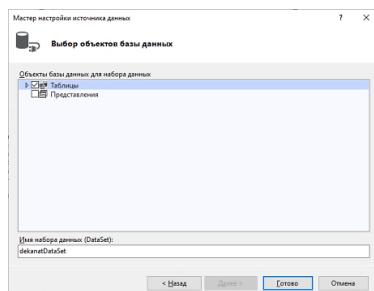 Мастер настройки источника данных
? ×
Выбор объектов базы данных
Объекты базы данных для набора данных
Таблицы
Представления
Имя набора данных (DataSet):
dekanatDataSet
< Назад Далее > Готово Отмена